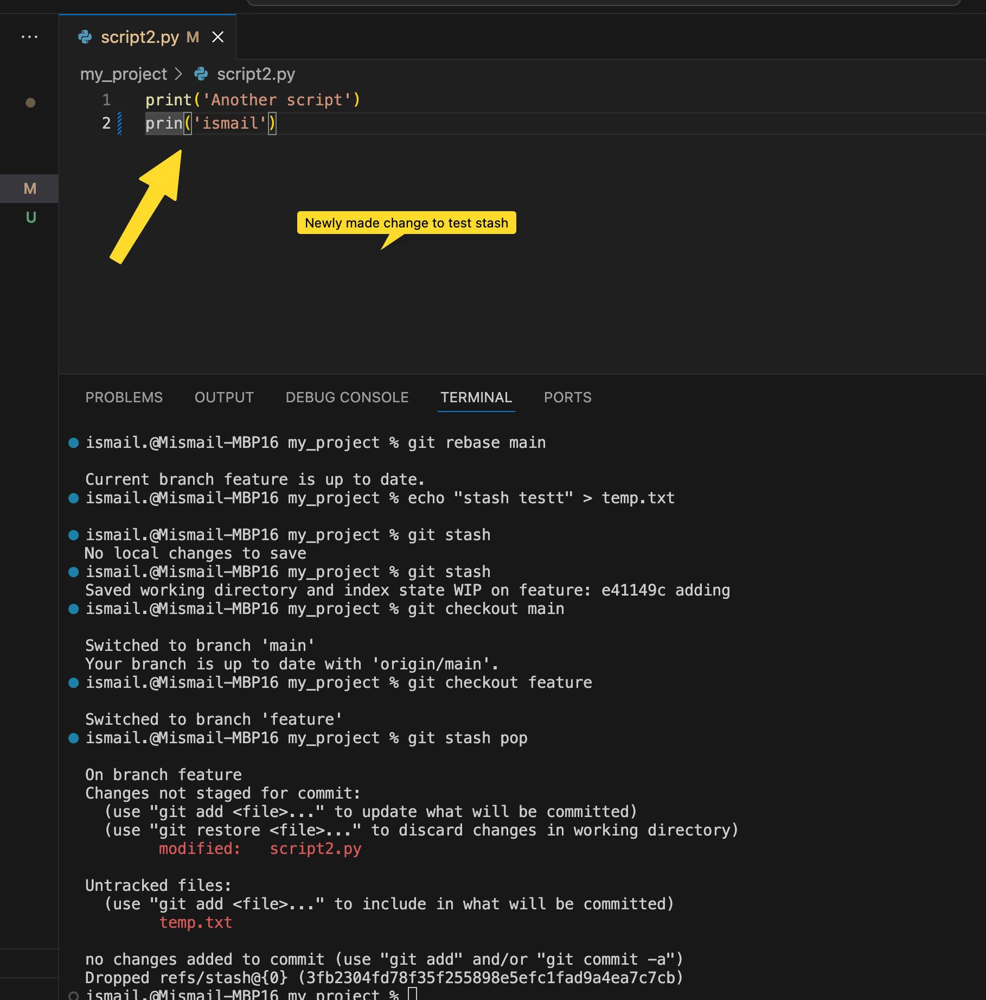 script2.py M
my_project > script2.py
1 print('Another script')
2 prin('ismail')
M
U
Newly made change to test stash
PROBLEMS OUTPUT DEBUG CONSOLE TERMINAL PORTS
ismail.@Mismail-MBP16 my_project % git rebase main
Current branch feature is up to date.
ismail.@Mismail-MBP16 my_project % echo "stash testt" > temp.txt
ismail.@Mismail-MBP16 my_project % git stash
No local changes to save
ismail.@Mismail-MBP16 my_project % git stash
Saved working directory and index state WIP on feature: e41149c adding
ismail.@Mismail-MBP16 my_project % git checkout main
Switched to branch 'main'
Your branch is up to date with 'origin/main'.
ismail.@Mismail-MBP16 my_project % git checkout feature
Switched to branch 'feature'
ismail.@Mismail-MBP16 my_project % git stash pop
On branch feature
Changes not staged for commit:
(use "git add <file>..." to update what will be committed)
(use "git restore <file>..." to discard changes in working directory)
modified: script2.py
Untracked files:
(use "git add <file>..." to include in what will be committed)
temp.txt
no changes added to commit (use "git add" and/or "git commit -a")
Dropped refs/stash@{0} (3fb2304fd78f35f255898e5efc1fad9a4ea7c7cb)
ismail.@Mismail-MBP16 my_project %